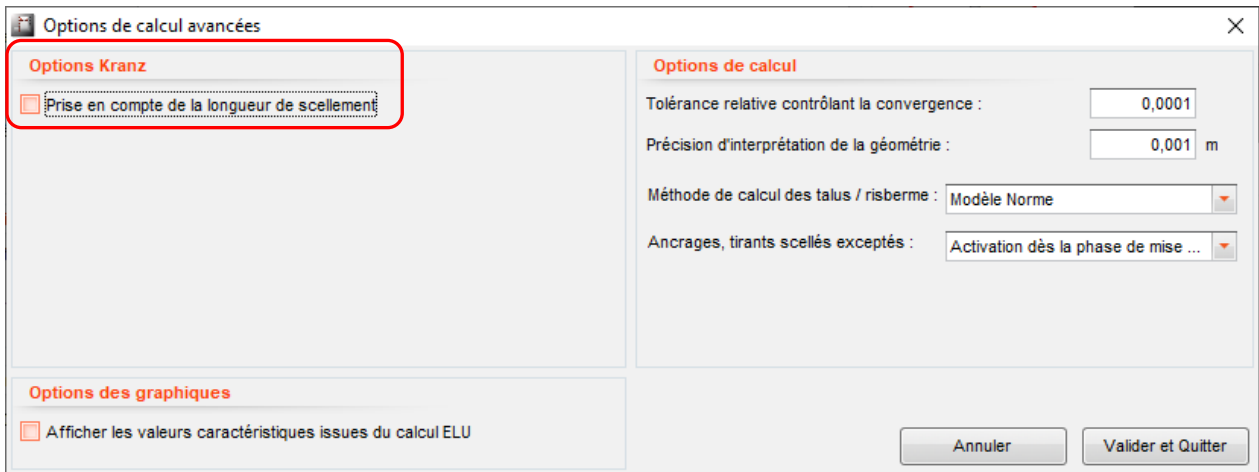 Options de calcul avancées
Options Kranz
Prise en compte de la longueur de scellement
Options de calcul
Tolérance relative contrôlant la convergence : 0,0001
Précision d'interprétation de la géométrie : 0,001 m
Méthode de calcul des talus / risberme : Modèle Norme
Ancrages, tirants scellés exceptés : Activation dès la phase de mise ...
Options des graphiques
Afficher les valeurs caractéristiques issues du calcul ELU
Annuler Valider et Quitter